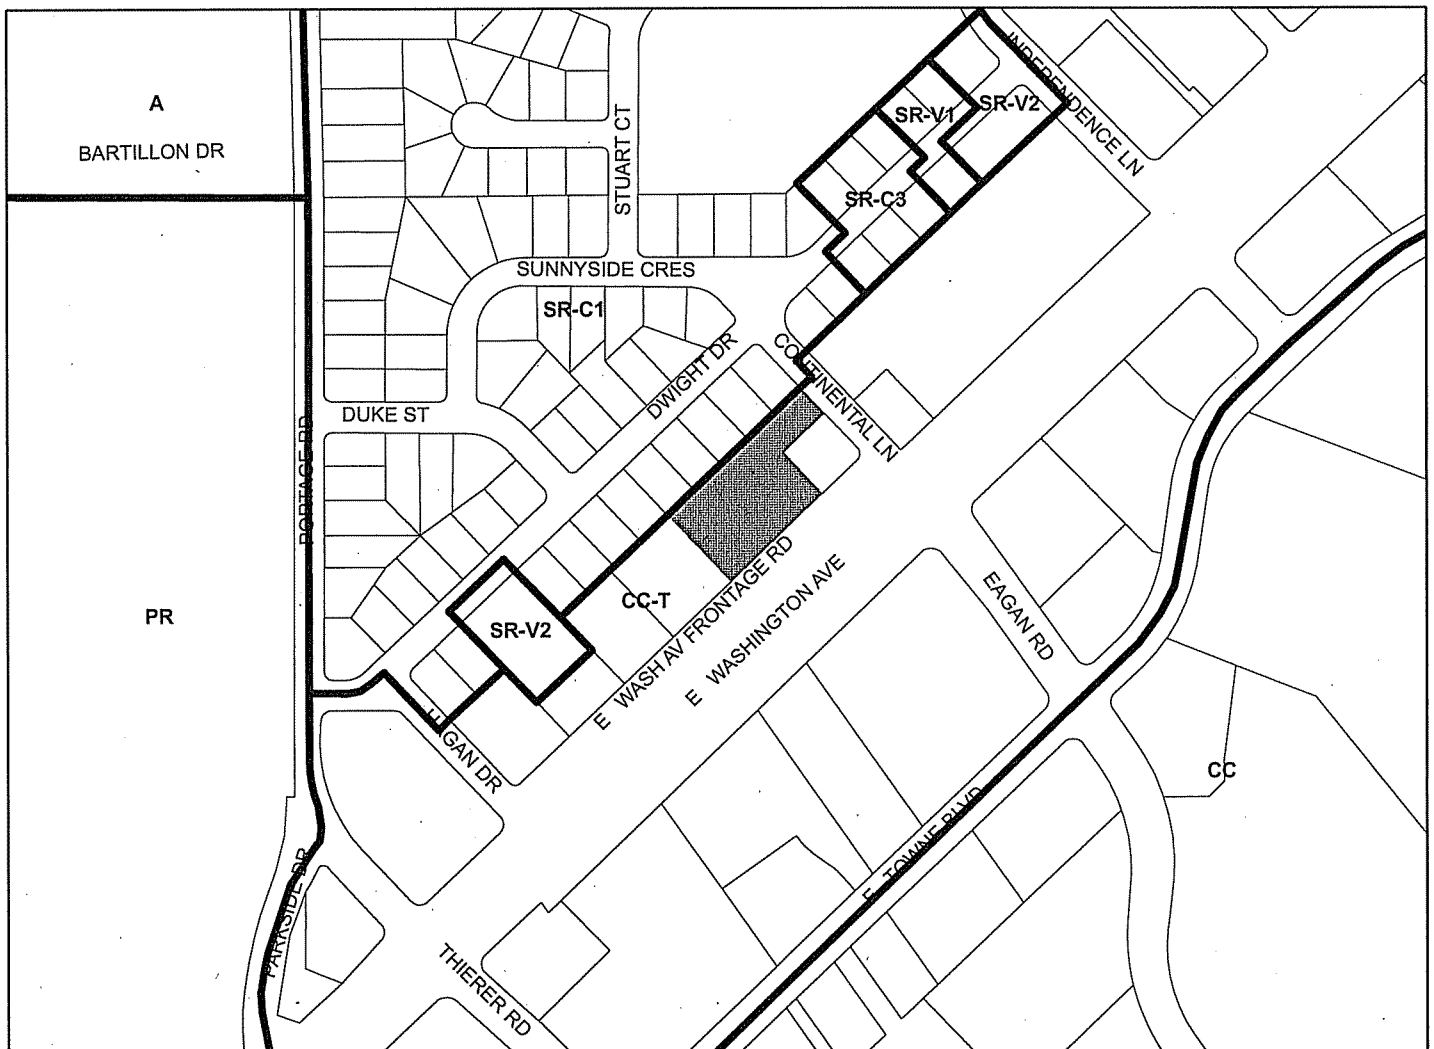 INDEPENDENCE LN
A
SR-V1
SR-V2
BARTILLON DR
STUART CT
SR-C3
SUNNYSIDE CRES
SR-C1
DWIGHT DR
CONTINENTAL LN
DUKE ST
PORTAGE RD
CC-T
EAGAN RD
PR
SR-V2
E WASH AV FRONTAGE RD
E WASHINGTON AVE
HAGAN DR
CC
E TOWNE BLVD
PARKSIDE DR
THIERER RD